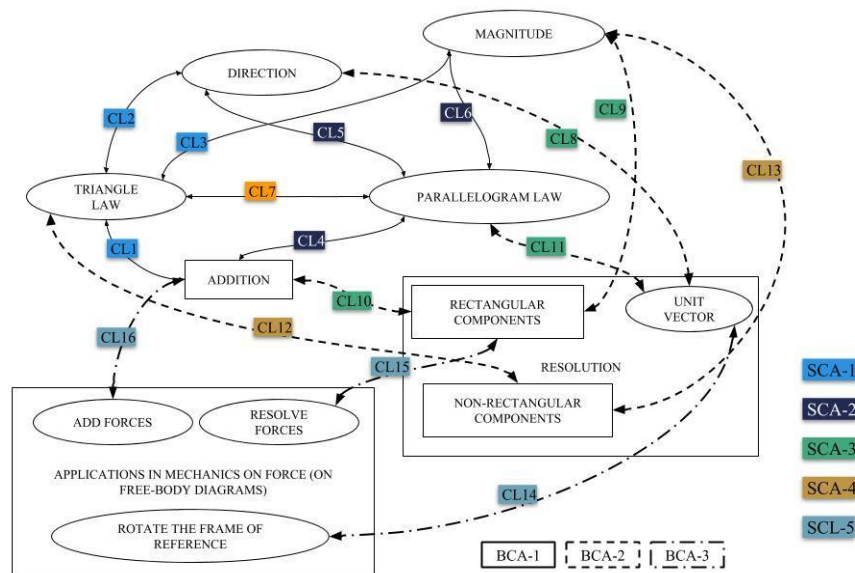 MAGNITUDE
DIRECTION
CL2
CL3
CL5
CL6
CL9
CL8
CL13
TRIANGLE
LAW
CL7
PARALLELOGRAM LAW
CL1
CL4
CL11
ADDITION
CL10
RECTANGULAR
COMPONENTS
UNIT
VECTOR
CL16
CL12
CL15
RESOLUTION
NON-RECTANGULAR
COMPONENTS
ADD FORCES
RESOLVE
FORCES
APPLICATIONS IN MECHANICS ON FORCE (ON
FREE-BODY DIAGRAMS)
CL14
ROTATE THE FRAME OF
REFERENCE
SCA-1
SCA-2
SCA-3
SCA-4
SCL-5
BCA-1
BCA-2
BCA-3